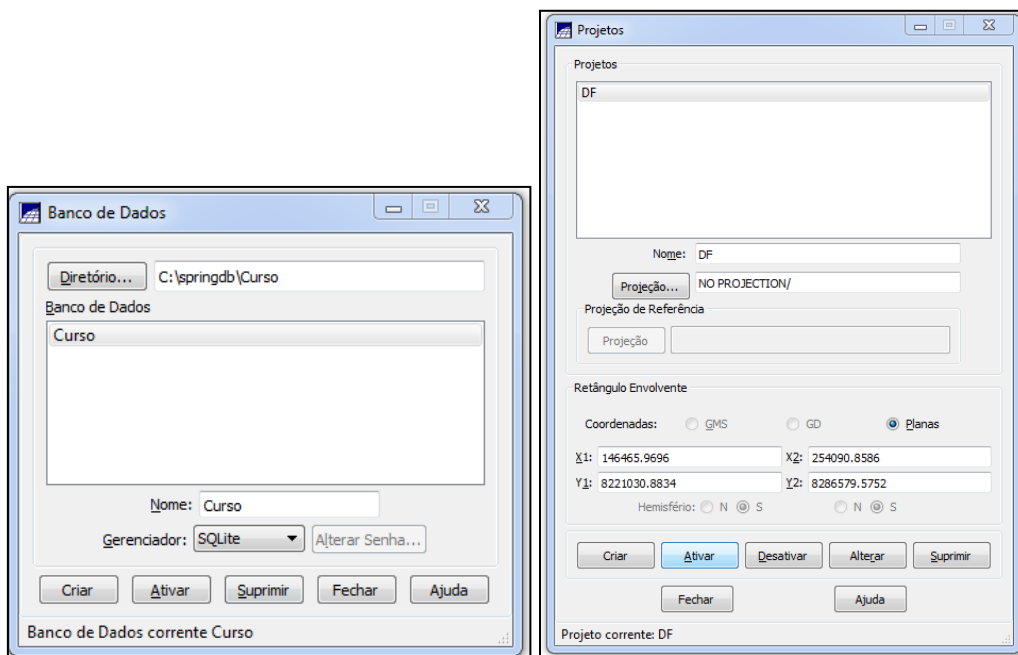 Banco de Dados
Diretório... C:\springdb\Curso
Banco de Dados
Curso
Nome: Curso
Gerenciador: SQLite Alterar Senha...
Criar Ativar Suprimir Fechar Ajuda
Banco de Dados corrente Curso
Projetos
Projetos
DF
Nome: DF
Projeção... NO PROJECTION/
Projeção de Referência
Projeção
Retângulo Envolvente
Coordenadas: GMS GD Planas
X1: 146465.9696 X2: 254090.8586
Y1: 8221030.8834 Y2: 8286579.5752
Hemisfério: N S N S
Criar Ativar Desativar Alterar Suprimir
Fechar Ajuda
Projeto corrente: DF